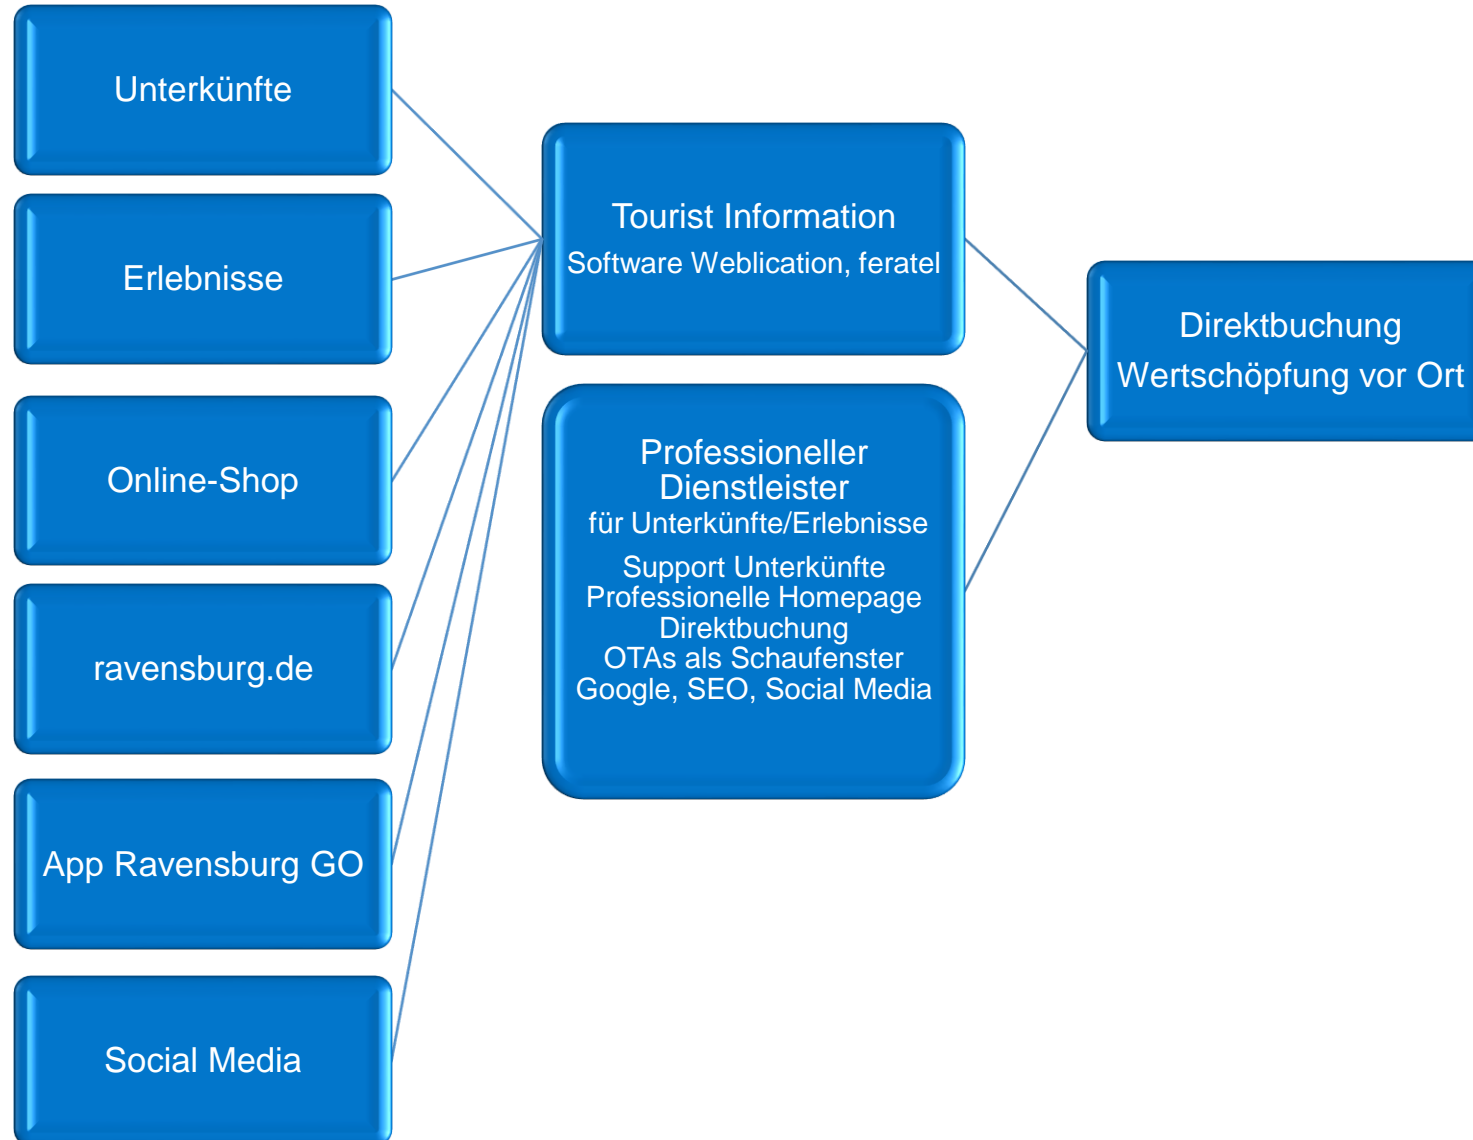 Unterkünfte
Erlebnisse
Online-Shop
ravensburg.de
App Ravensburg GO
Social Media
Tourist Information
Software Weblication, feratel
Professioneller
Dienstleister
für Unterkünfte/Erlebnisse
Support Unterkünfte
Professionelle Homepage
Direktbuchung
OTAs als Schaufenster
Google, SEO, Social Media
Direktbuchung
Wertschöpfung vor Ort